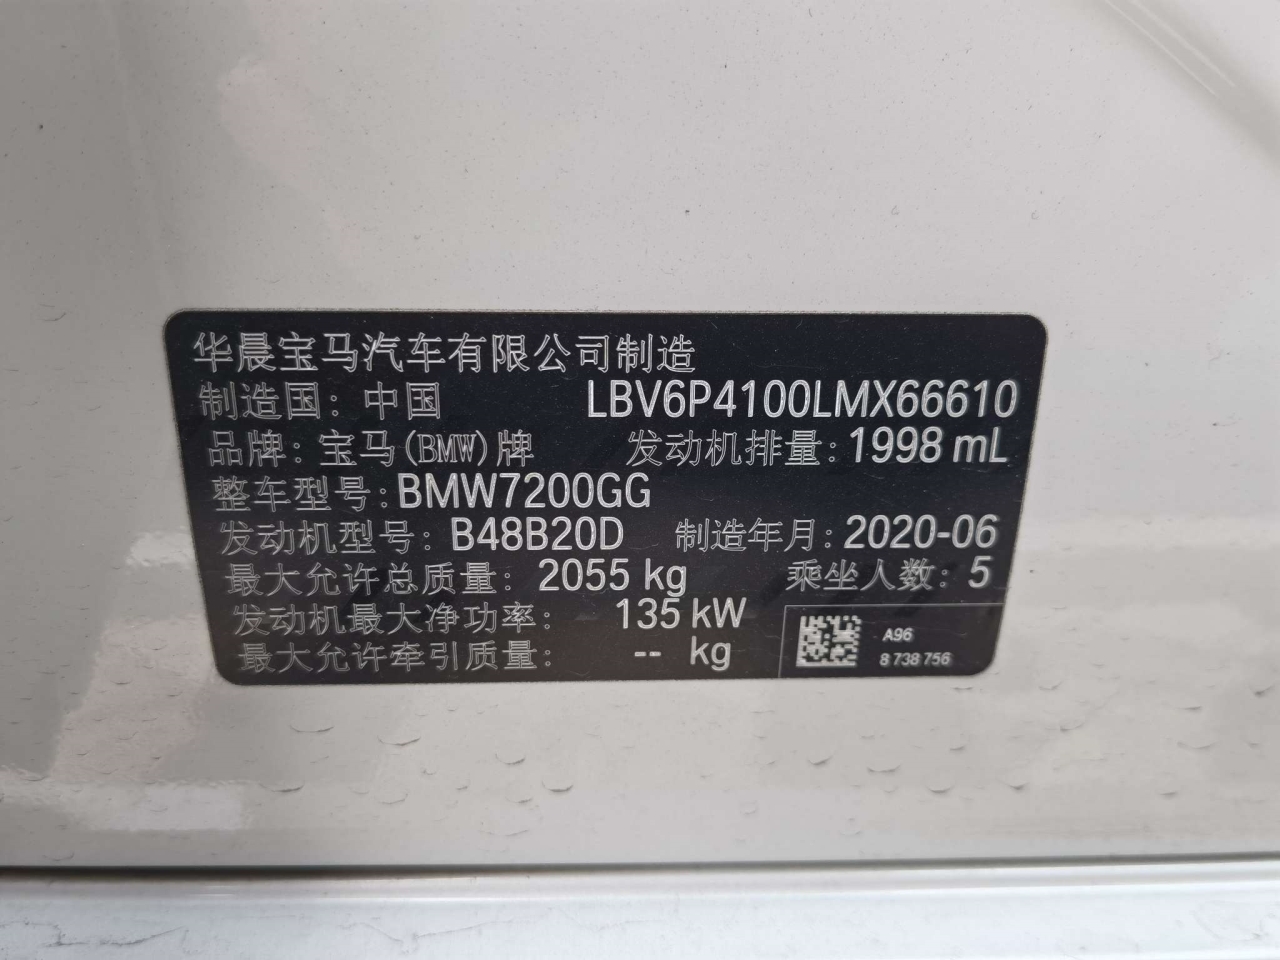 华晨宝马汽车有限公司制造
制造国：中国 LBV6P4100LMX66610
品牌：宝马(BMW)牌 发动机排量：1998 mL
整车型号：BMW7200GG
发动机型号：B48B20D 制造年月：2020-06
最大允许总质量：2055 kg 乘坐人数：5
发动机最大净功率：135 kW
最大允许牵引质量：-- kg
A96
8 738 756